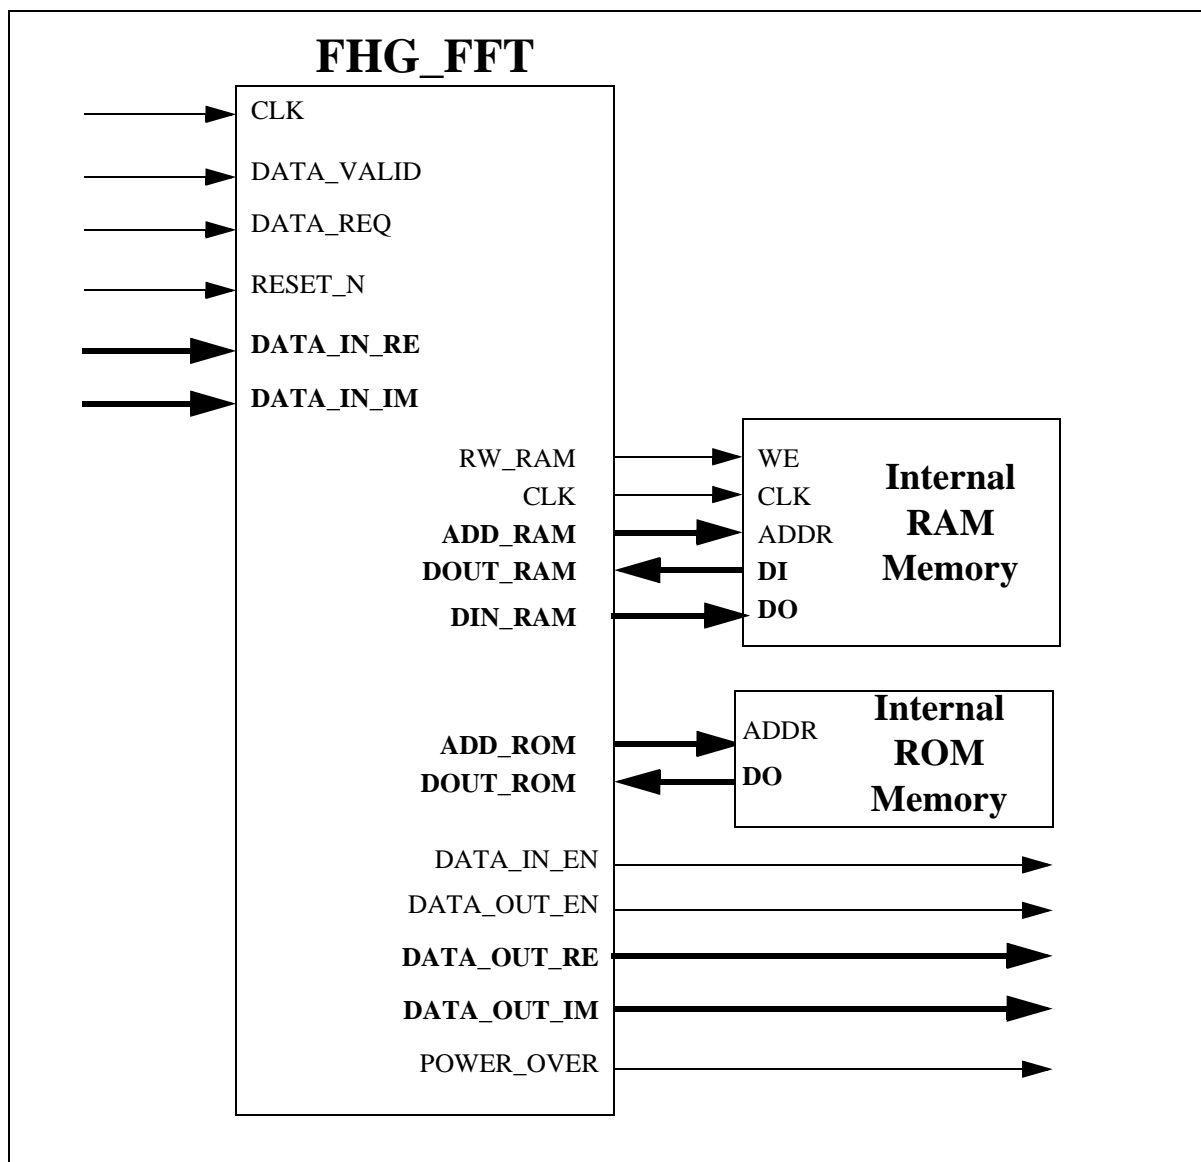 FHG_FFT
CLK
DATA_VALID
DATA_REQ
RESET_N
DATA_IN_RE
DATA_IN_IM
RW_RAM
CLK
ADD_RAM
DOUT_RAM
DIN_RAM
WE
CLK
ADDR
DI
DO
Internal
RAM
Memory
ADD_ROM
DOUT_ROM
ADDR
DO
Internal
ROM
Memory
DATA_IN_EN
DATA_OUT_EN
DATA_OUT_RE
DATA_OUT_IM
POWER_OVER